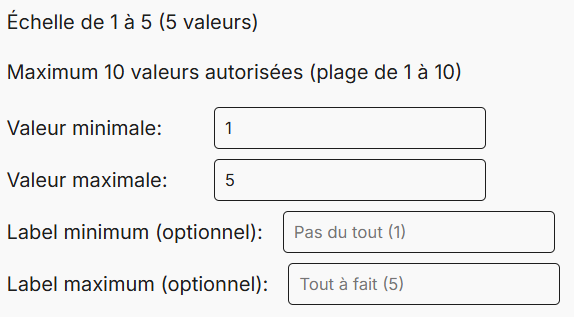 Échelle de 1 à 5 (5 valeurs)
Maximum 10 valeurs autorisées (plage de 1 à 10)
Valeur minimale: 1
Valeur maximale: 5
Label minimum (optionnel): Pas du tout (1)
Label maximum (optionnel): Tout à fait (5)